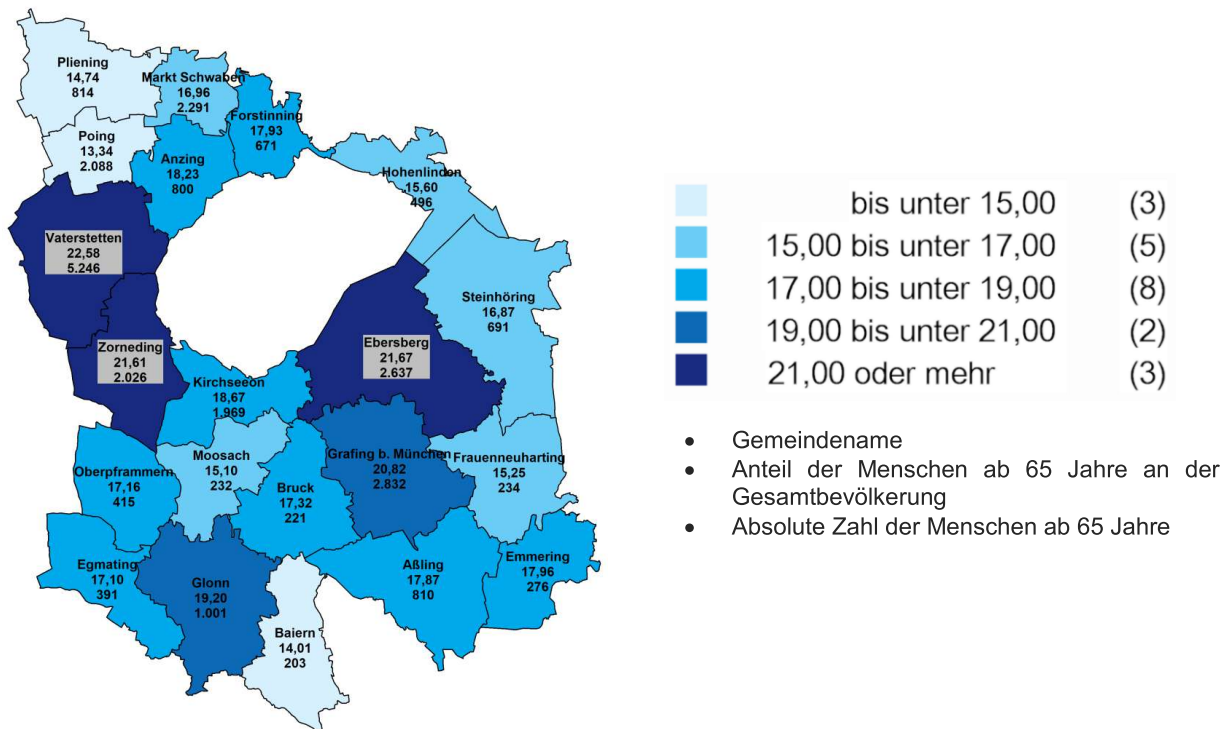 Pliening
14,74
814
Markt Schwaben
16,96
2.291
Forstinning
17,93
671
Poing
13,34
2.088
Anzing
18,23
800
Hohenlinden
15,60
496
Vaterstetten
22,58
5.246
Steinhöring
16,87
691
Zorneding
21,61
2.026
Ebersberg
21,67
2.637
Kirchseeon
18,67
1.969
Moosach
15,10
232
Grafing b. München
20,82
2.832
Frauenneuharting
15,25
234
Oberpframmern
17,16
415
Bruck
17,32
221
Egmating
17,10
391
Glonn
19,20
1.001
Aßling
17,87
810
Emmering
17,96
276
Baiern
14,01
203
bis unter 15,00 (3)
15,00 bis unter 17,00 (5)
17,00 bis unter 19,00 (8)
19,00 bis unter 21,00 (2)
21,00 oder mehr (3)
• Gemeindename
• Anteil der Menschen ab 65 Jahre an der
Gesamtbevölkerung
• Absolute Zahl der Menschen ab 65 Jahre